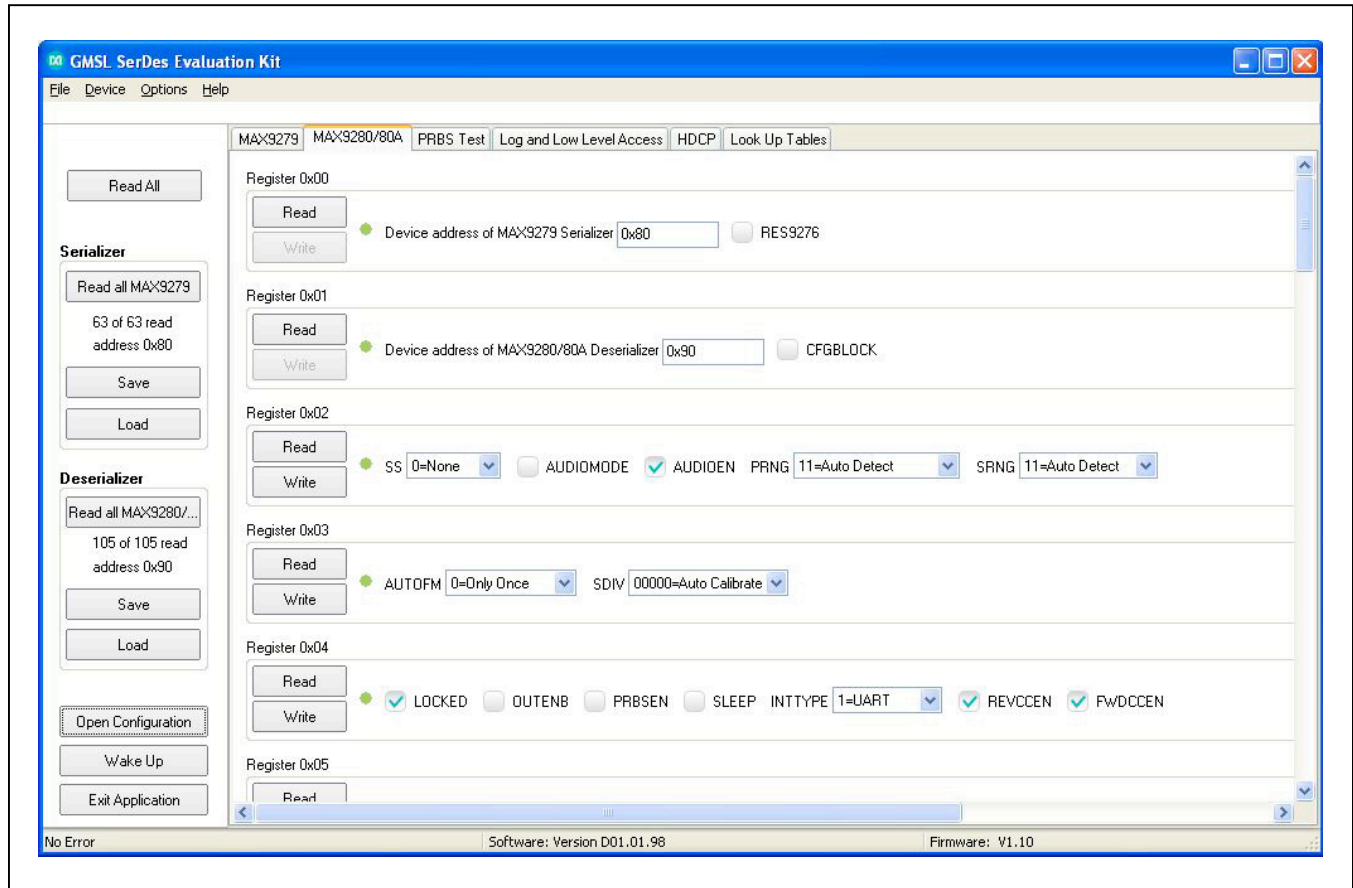 GMSL SerDes Evaluation Kit
File Device Options Help
MAX9279 MAX9280/80A PRBS Test Log and Low Level Access HDCP Look Up Tables
Read All
Serializer
Read all MAX9279
63 of 63 read
address 0x80
Save
Load
Deserializer
Read all MAX9280/...
105 of 105 read
address 0x90
Save
Load
Open Configuration
Wake Up
Exit Application
Register 0x00
Read
Write
Device address of MAX9279 Serializer 0x80 RES9276
Register 0x01
Read
Write
Device address of MAX9280/80A Deserializer 0x90 CFGBLOCK
Register 0x02
Read
Write
SS 0=None AUDIOMODE AUDIOEN PRNG 11=Auto Detect SRNG 11=Auto Detect
Register 0x03
Read
Write
AUTOFM 0=Only Once SDIV 00000=Auto Calibrate
Register 0x04
Read
Write
LOCKED OUTENB PRBSEN SLEEP INTTYPE 1=UART REVCCEN FWDCCEN
Register 0x05
Read
No Error Software: Version D01.01.98 Firmware: V1.10